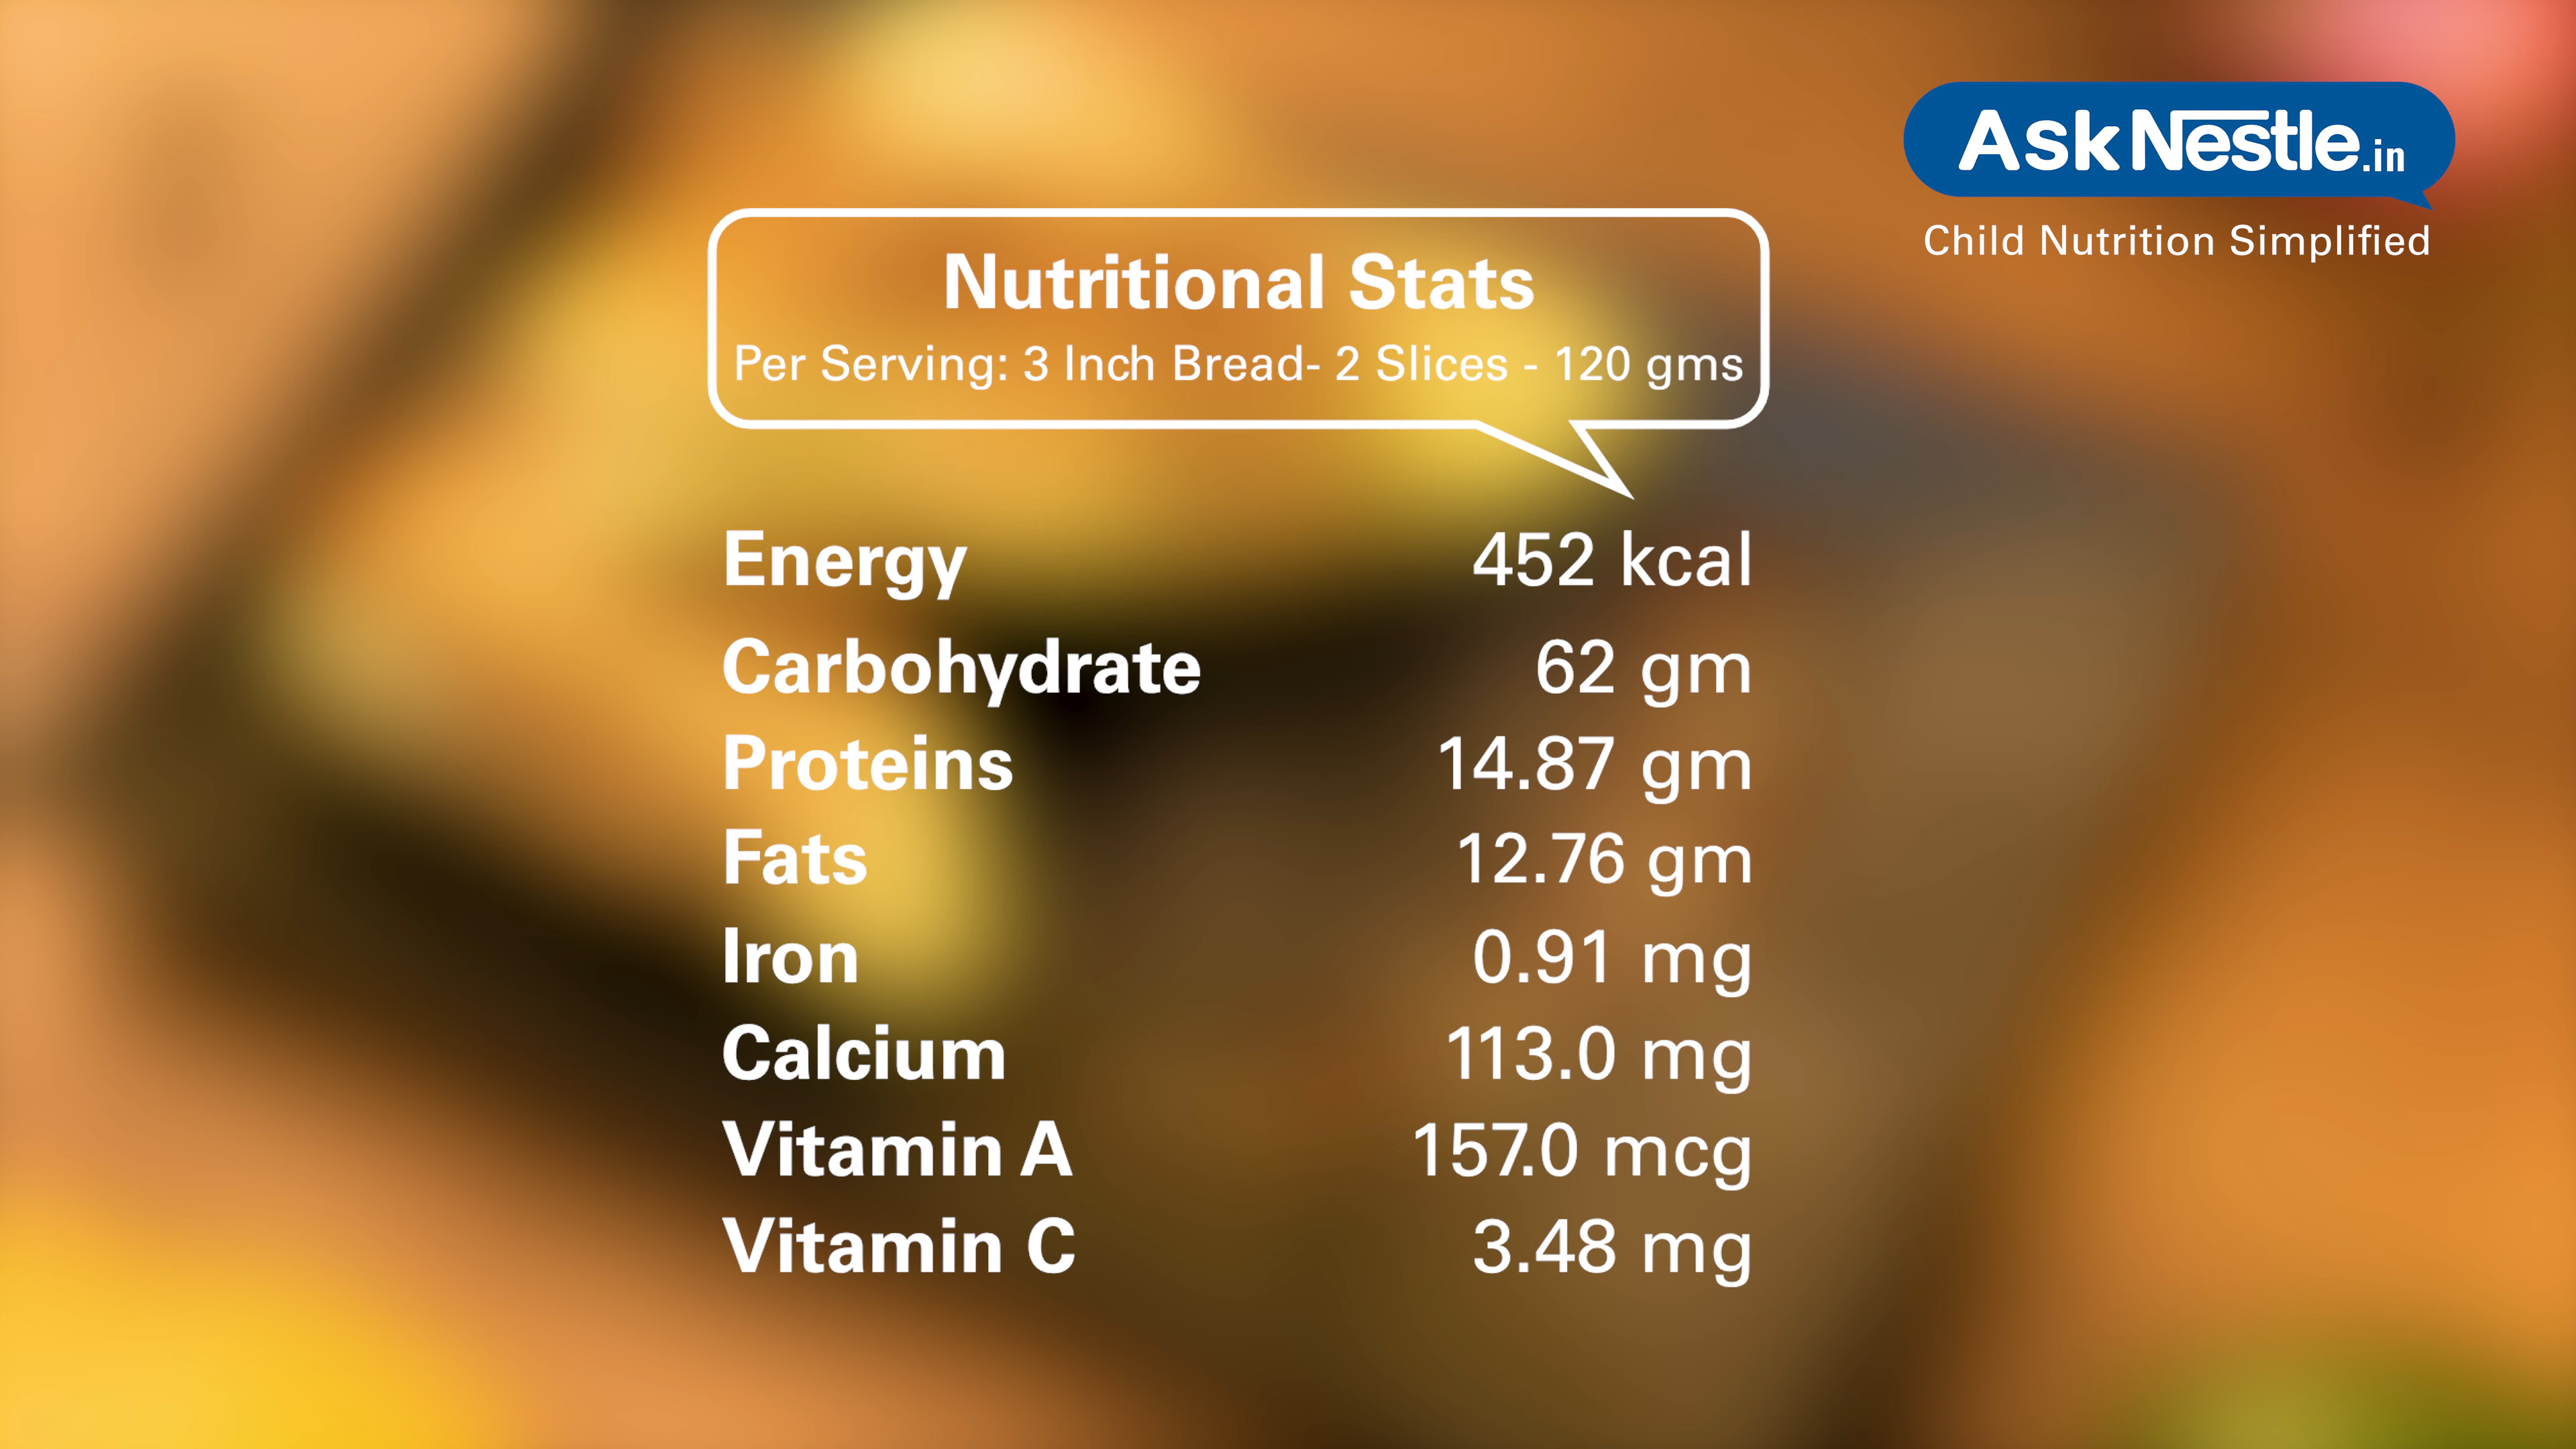 AskNestle.in
Child Nutrition Simplified
Nutritional Stats
Per Serving: 3 Inch Bread- 2 Slices - 120 gms
Energy 452 kcal
Carbohydrate 62 gm
Proteins 14.87 gm
Fats 12.76 gm
Iron 0.91 mg
Calcium 113.0 mg
Vitamin A 157.0 mcg
Vitamin C 3.48 mg